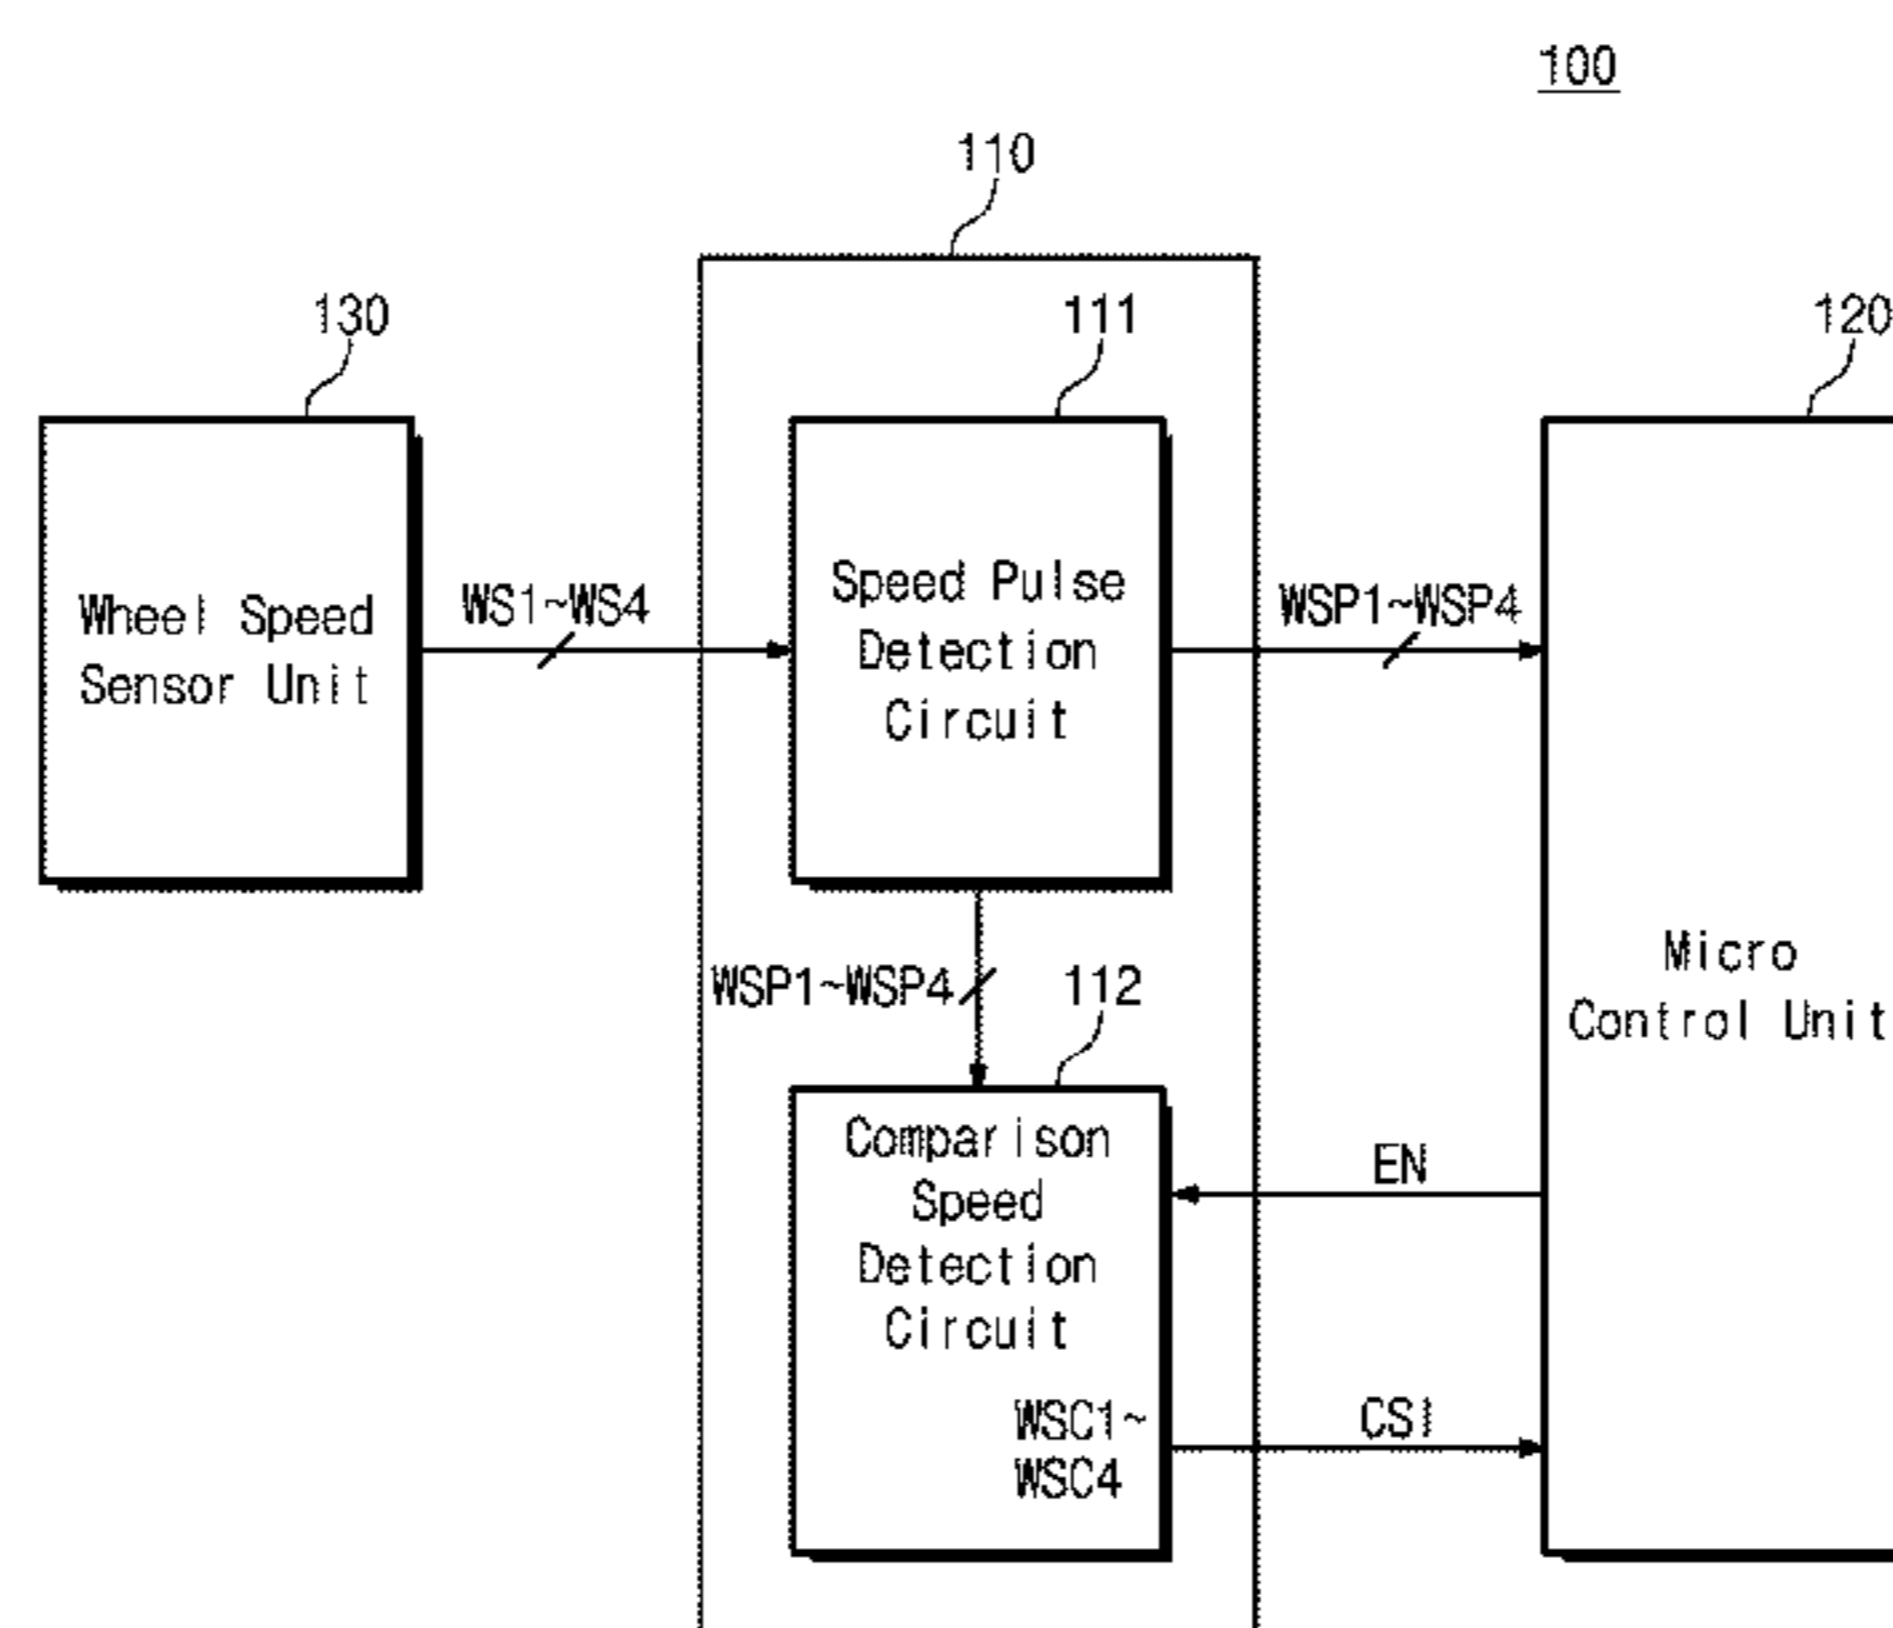 100
110
130
111
120
Wheel Speed
Sensor Unit
WS1~WS4
Speed Pulse
Detection
Circuit
WSP1~WSP4
WSP1~WSP4
112
Micro
Control Unit
Comparison
Speed
Detection
Circuit
WSC1~
WSC4
EN
CSI